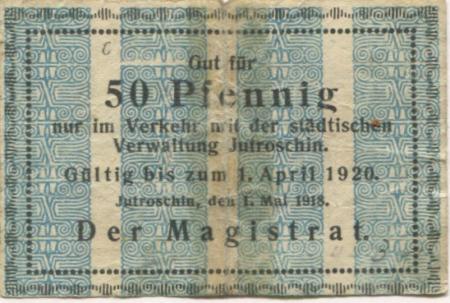 Gut für
50 Pfennig
nur im Verkehr mit der städtischen
Verwaltung Jutroschin.
Gültig bis zum 1. April 1920.
Jutroschin, den 1. Mai 1918.
Der Magistrat.